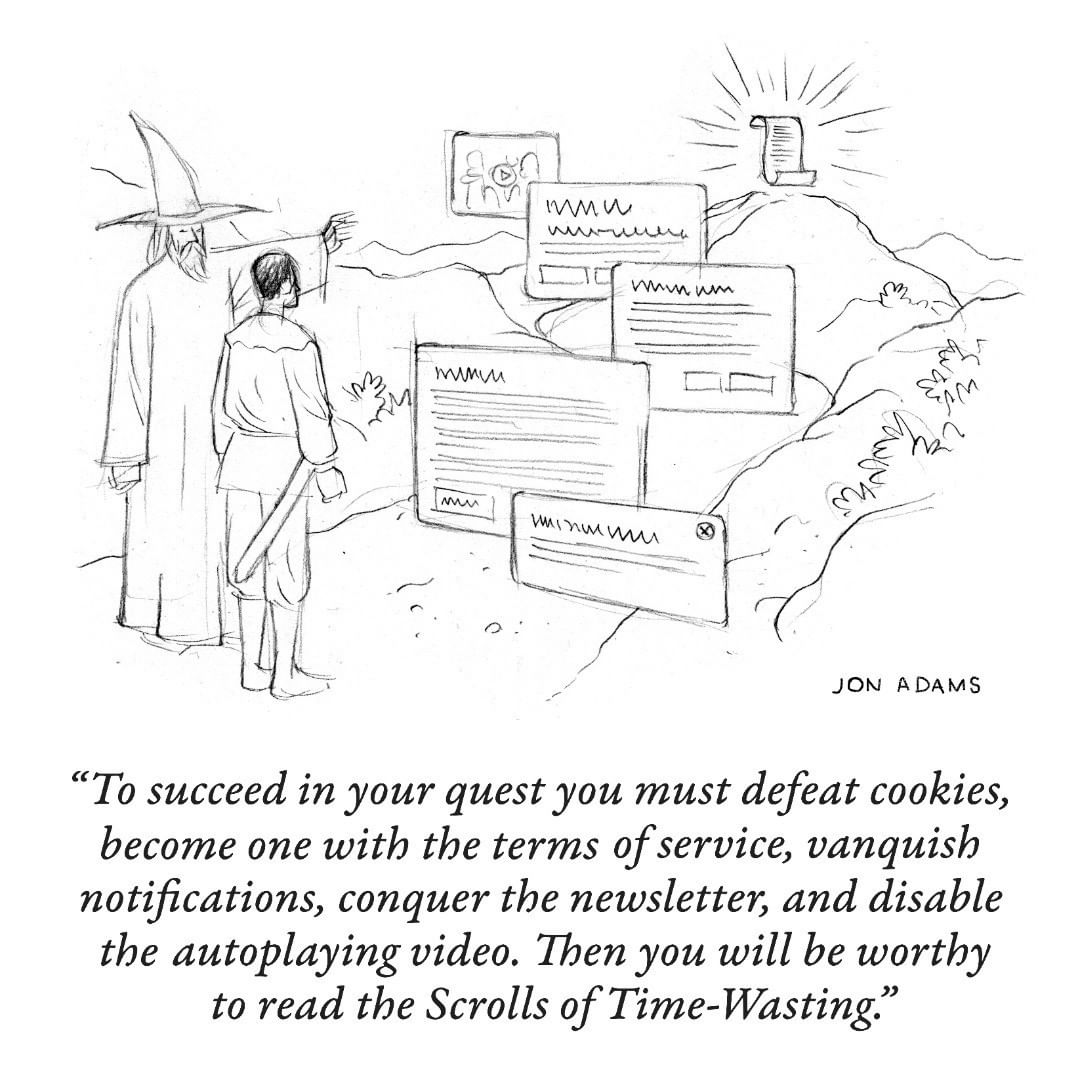 JON ADAMS
“To succeed in your quest you must defeat cookies,
become one with the terms of service, vanquish
notifications, conquer the newsletter, and disable
the autoplaying video. Then you will be worthy
to read the Scrolls of Time-Wasting.”